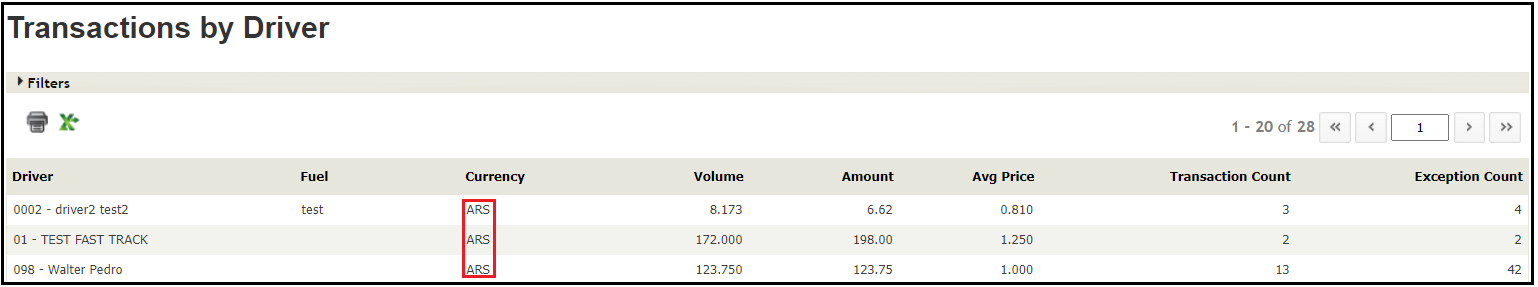 Transactions by Driver
Filters
1 - 20 of 28 1
Driver Fuel Currency Volume Amount Avg Price Transaction Count Exception Count
0002 - driver2 test2 test ARS 8.173 6.62 0.810 3 4
01 - TEST FAST TRACK ARS 172.000 198.00 1.250 2 2
098 - Walter Pedro ARS 123.750 123.75 1.000 13 42